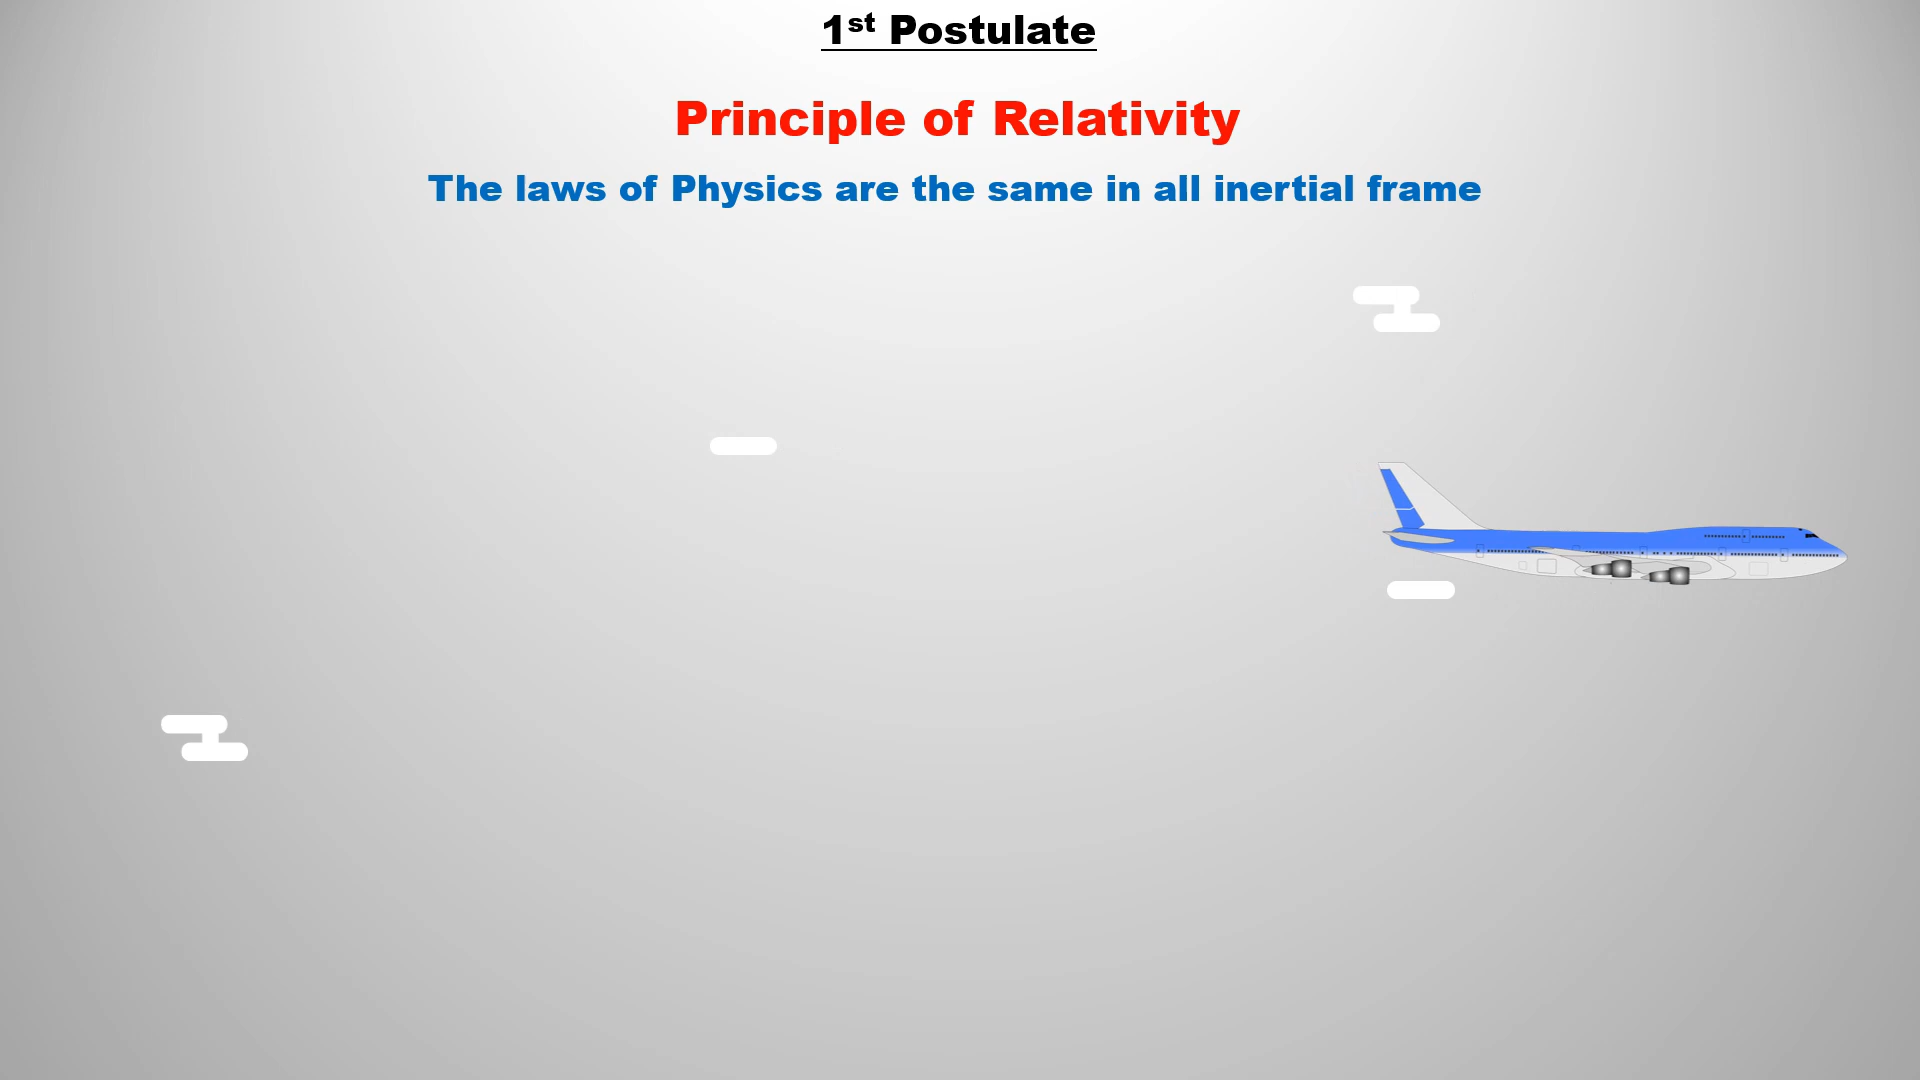 1st Postulate
Principle of Relativity
The laws of Physics are the same in all inertial frame